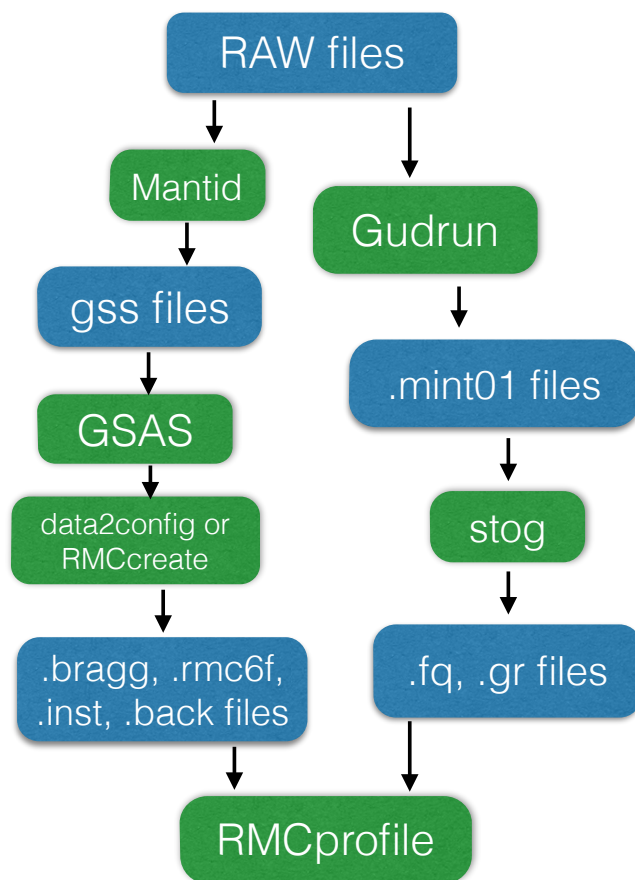 RAW files
Mantid
Gudrun
gss files
.mint01 files
GSAS
stog
data2config or
RMCcreate
.bragg, .rmc6f,
.inst, .back files
.fq, .gr files
RMCprofile